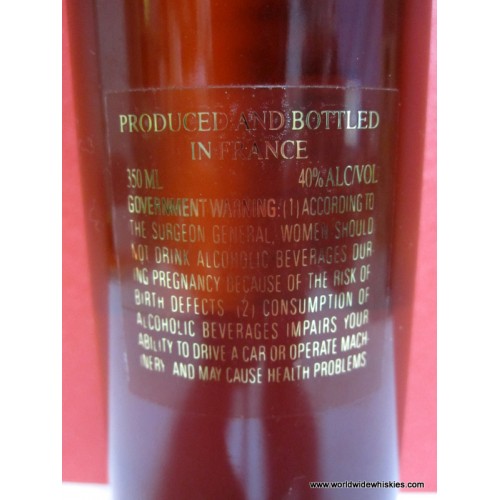 PRODUCED AND BOTTLED
IN FRANCE
350 ML 40% ALC/VOL
GOVERNMENT WARNING: (1) ACCORDING TO
THE SURGEON GENERAL, WOMEN SHOULD
NOT DRINK ALCOHOLIC BEVERAGES DUR-
ING PREGNANCY BECAUSE OF THE RISK OF
BIRTH DEFECTS (2) CONSUMPTION OF
ALCOHOLIC BEVERAGES IMPAIRS YOUR
ABILITY TO DRIVE A CAR OR OPERATE MACH-
INERY AND MAY CAUSE HEALTH PROBLEMS
www.worldwidewhiskies.com